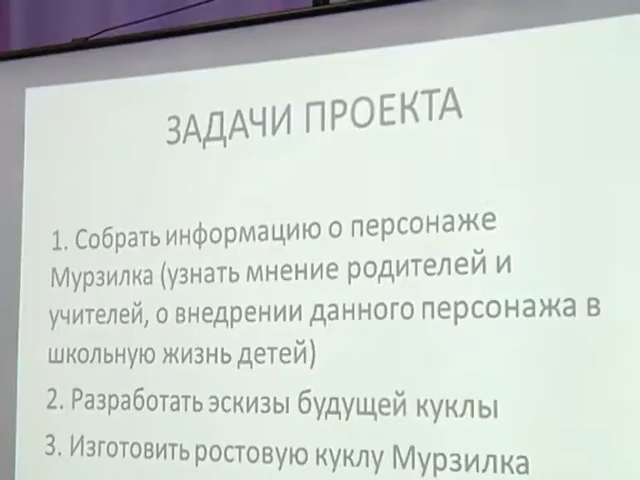 ЗАДАЧИ ПРОЕКТА
1. Собрать информацию о персонаже
Мурзилка (узнать мнение родителей и
учителей, о внедрении данного персонажа в
школьную жизнь детей)
2. Разработать эскизы будущей куклы
3. Изготовить ростовую куклу Мурзилка